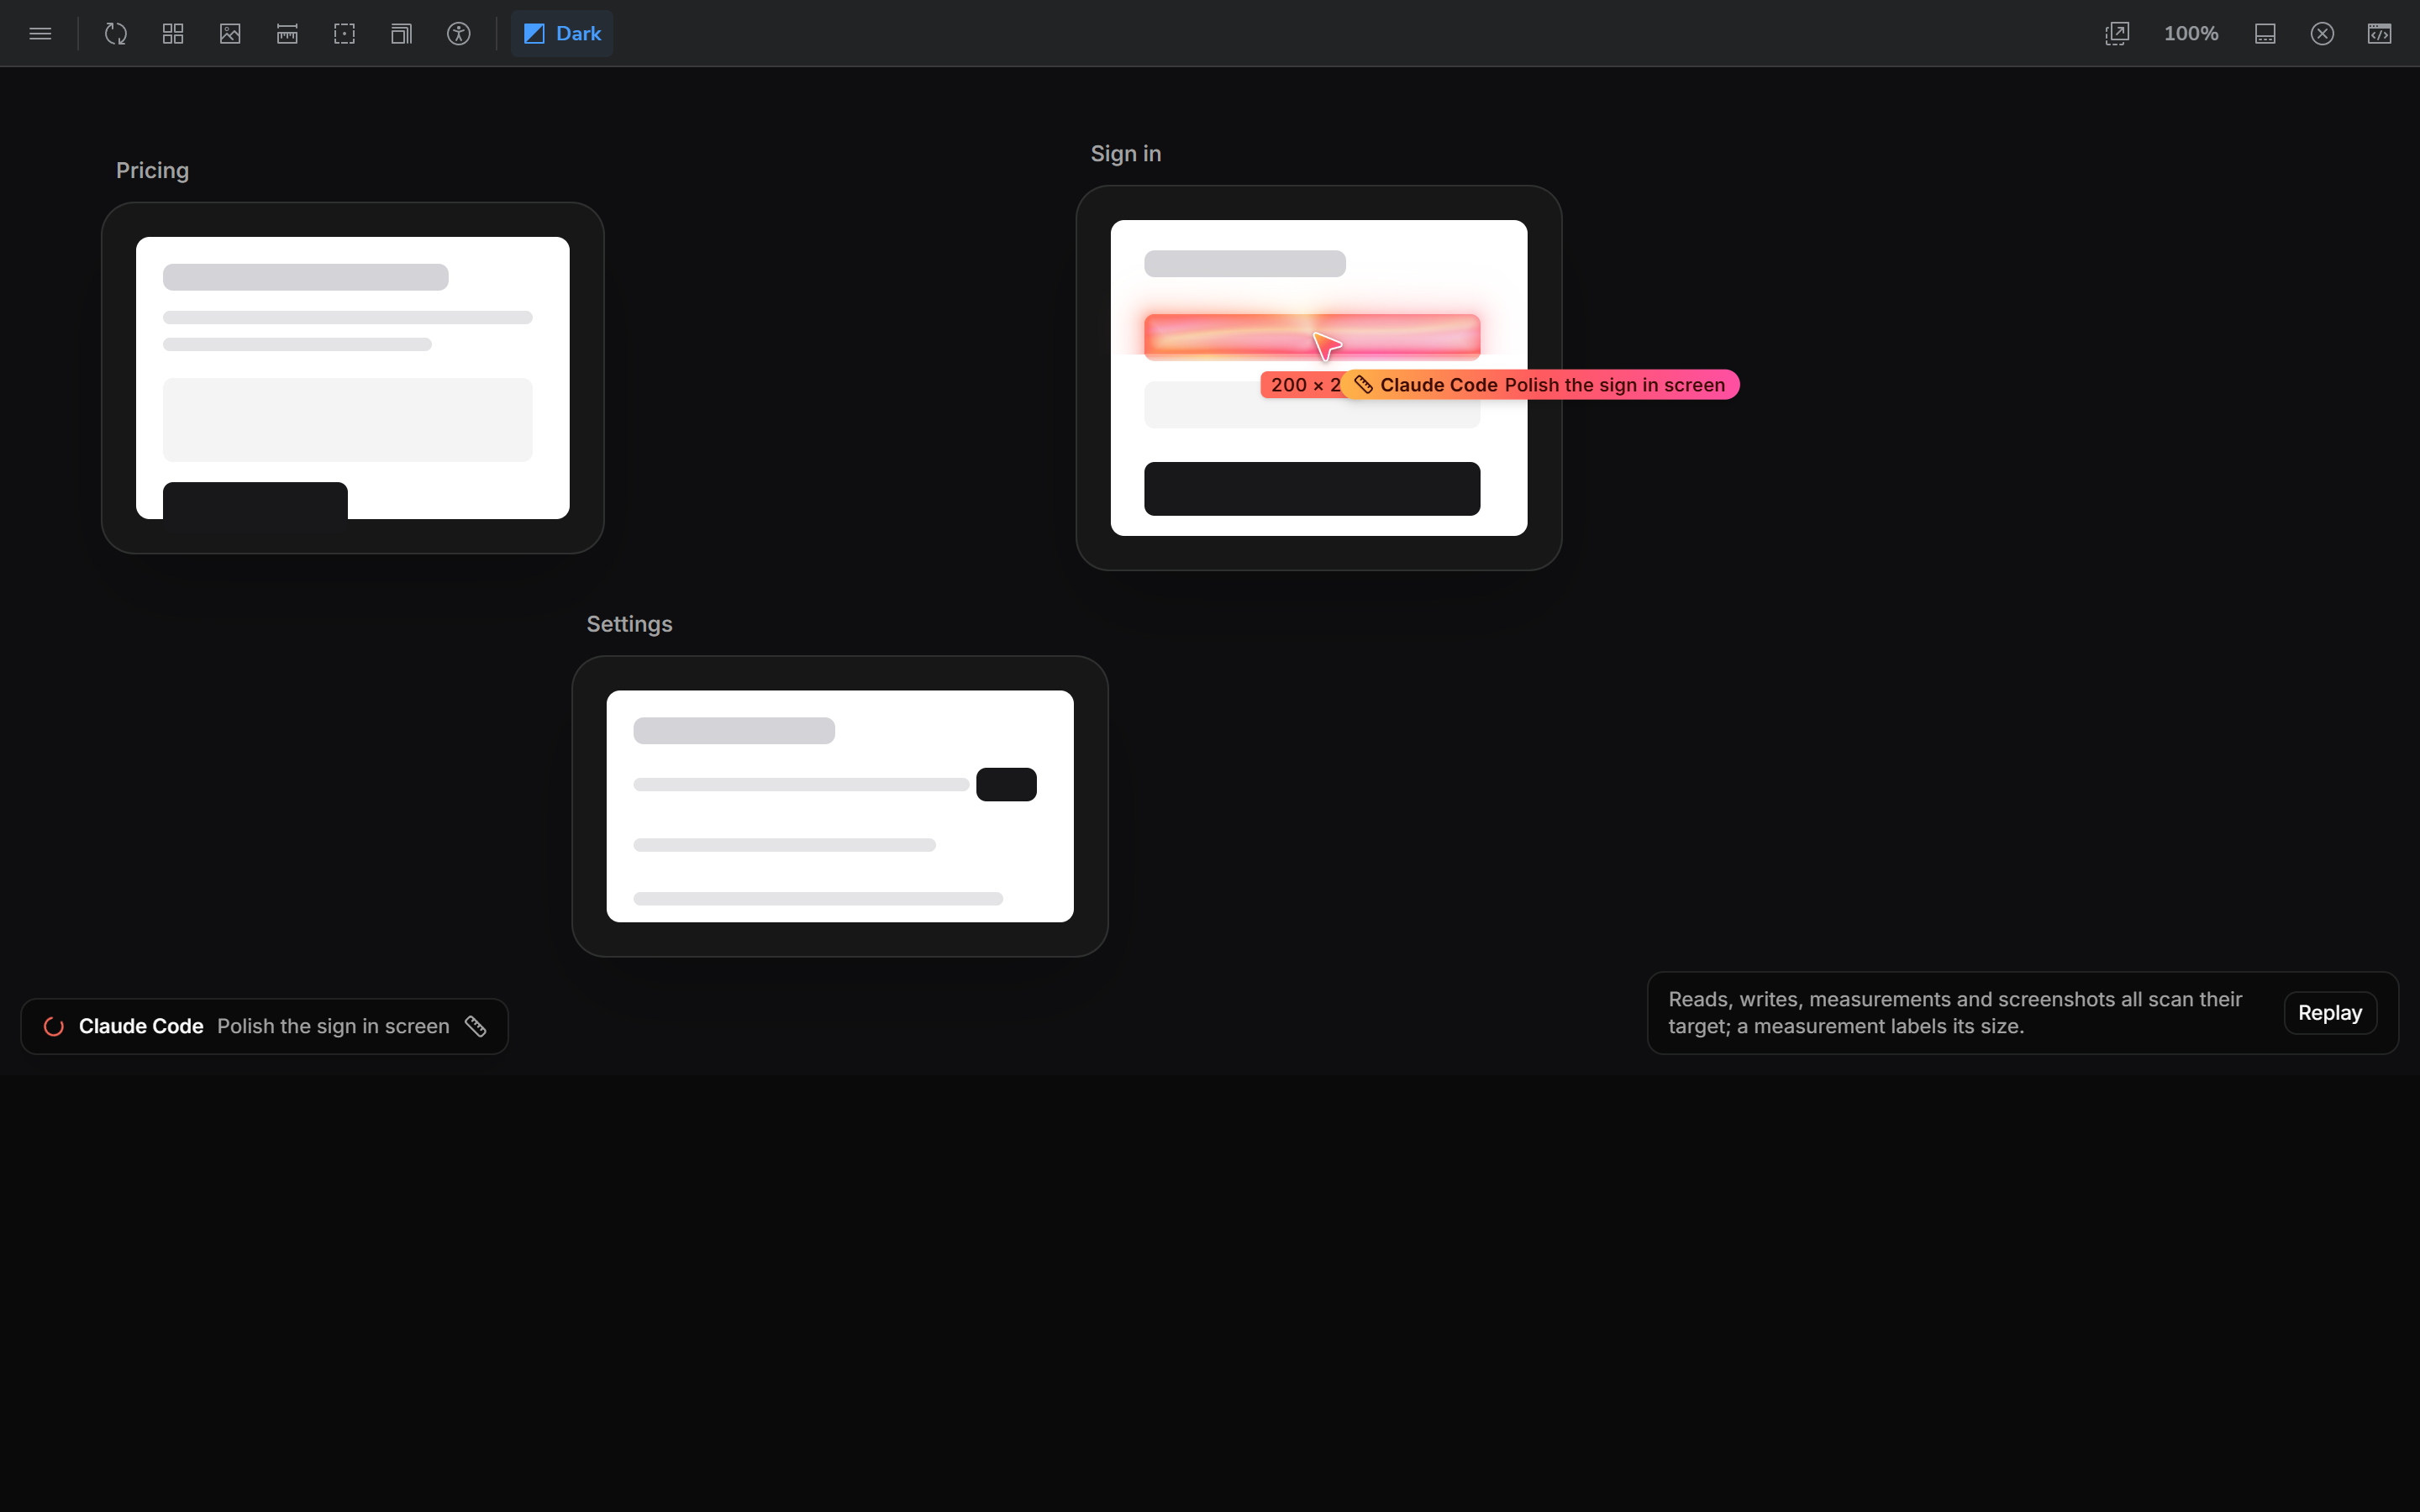 Dark
100%
Pricing
Sign in
200 × 2
Claude Code Polish the sign in screen
Settings
Claude Code Polish the sign in screen
Reads, writes, measurements and screenshots all scan their
target; a measurement labels its size.
Replay